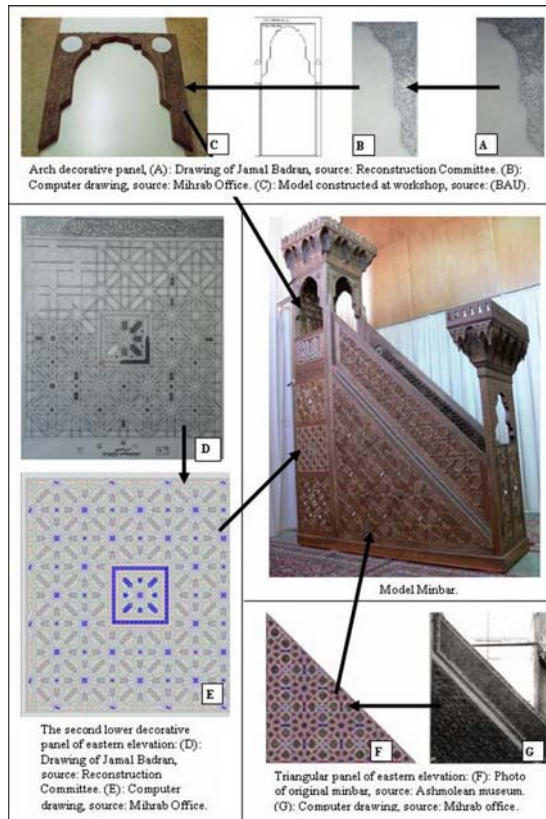 C
B
A
Arch decorative panel, (A): Drawing of Jamal Badran, source: Reconstruction Committee. (B):
Computer drawing, source: Mihrab Office. (C): Model constructed at workshop, source: (BAU).
D
E
The second lower decorative
panel of eastern elevation: (D):
Drawing of Jamal Badran,
source: Reconstruction
Committee. (E): Computer
drawing, source: Mihrab Office.
Model Minbar.
F
G
Triangular panel of eastern elevation: (F): Photo
of original minbar, source: Ashmolean museum.
(G): Computer drawing, source: Mihrab office.